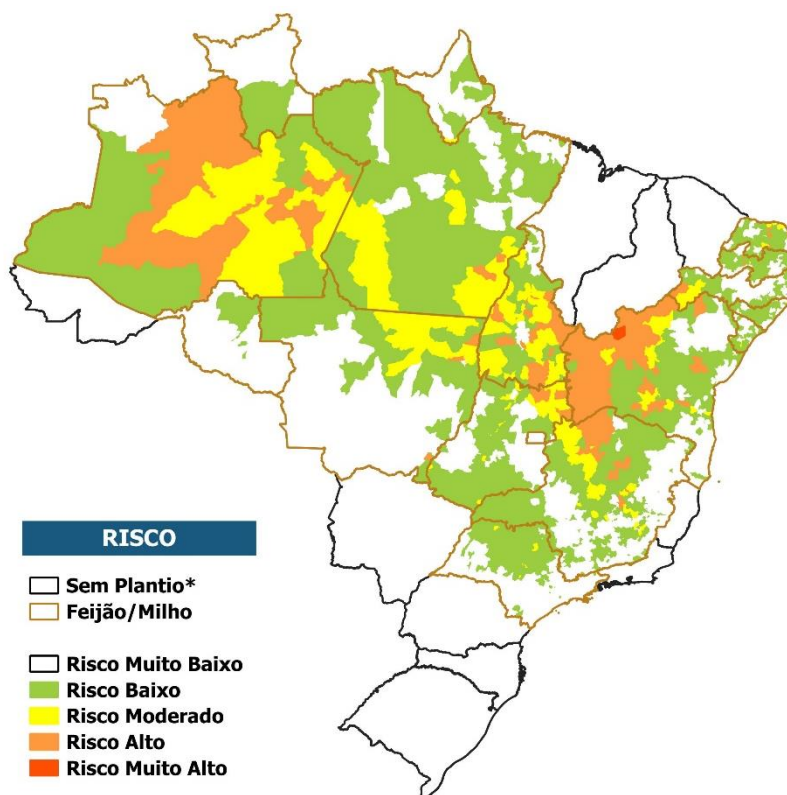 RISCO
Sem Plantio*
Feijão/Milho
Risco Muito Baixo
Risco Baixo
Risco Moderado
Risco Alto
Risco Muito Alto